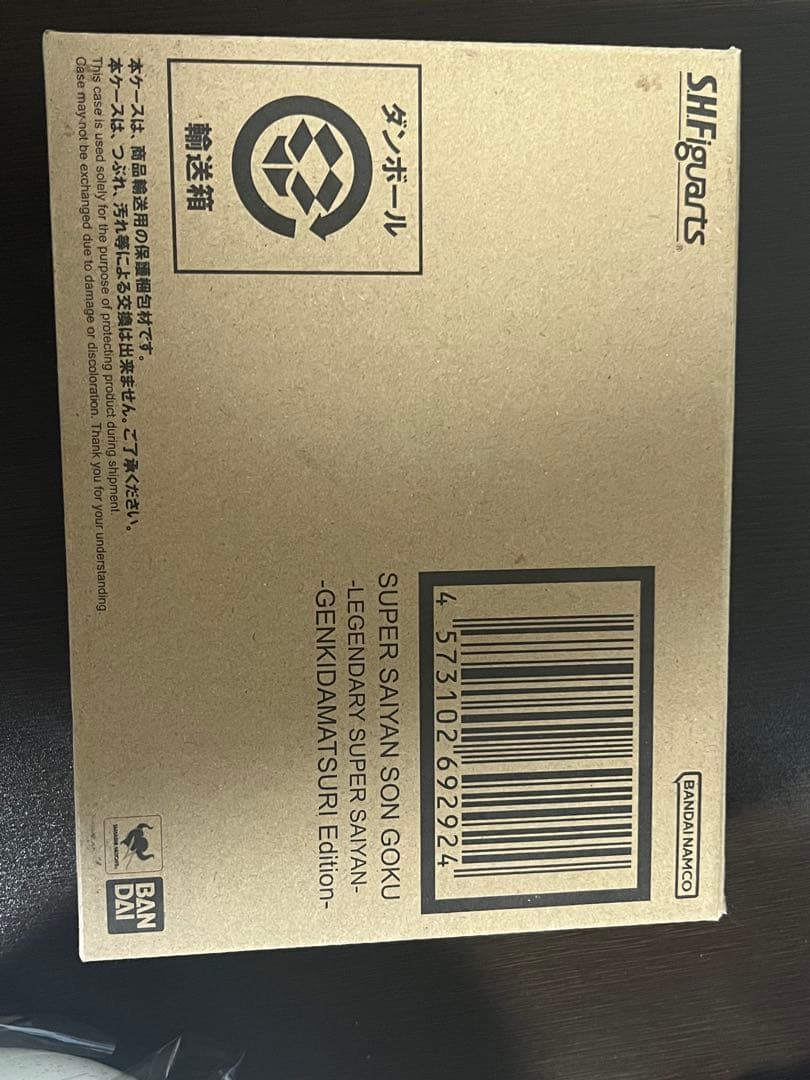 S.H.Figuarts
ダンボール
輸送箱
本ケースは、商品輸送用の保護梱包材です。
本ケースは、つぶれ、汚れ等による交換は出来ません。ご了承ください。
This case is used solely for the purpose of protecting product during shipment.
Case may not be exchanged due to damage or discoloration. Thank you for your understanding.
BANDAI NAMCO
4 573102 692924
SUPER SAIYAN SON GOKU
-LEGENDARY SUPER SAIYAN-
-GENKIDAMATSURI Edition-
BAN
DAI